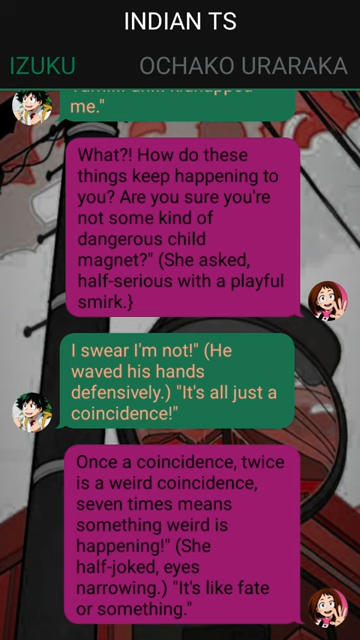 INDIAN TS
IZUKU OCHAKO URARAKA
me."
What?! How do these
things keep happening to
you? Are you sure you're
not some kind of
dangerous child
magnet?" (She asked,
half-serious with a playful
smirk.}
I swear I'm not!" (He
waved his hands
defensively.) "It's all just a
coincidence!"
Once a coincidence, twice
is a weird coincidence,
seven times means
something weird is
happening!" (She
half-joked, eyes
narrowing.) "It's like fate
or something."